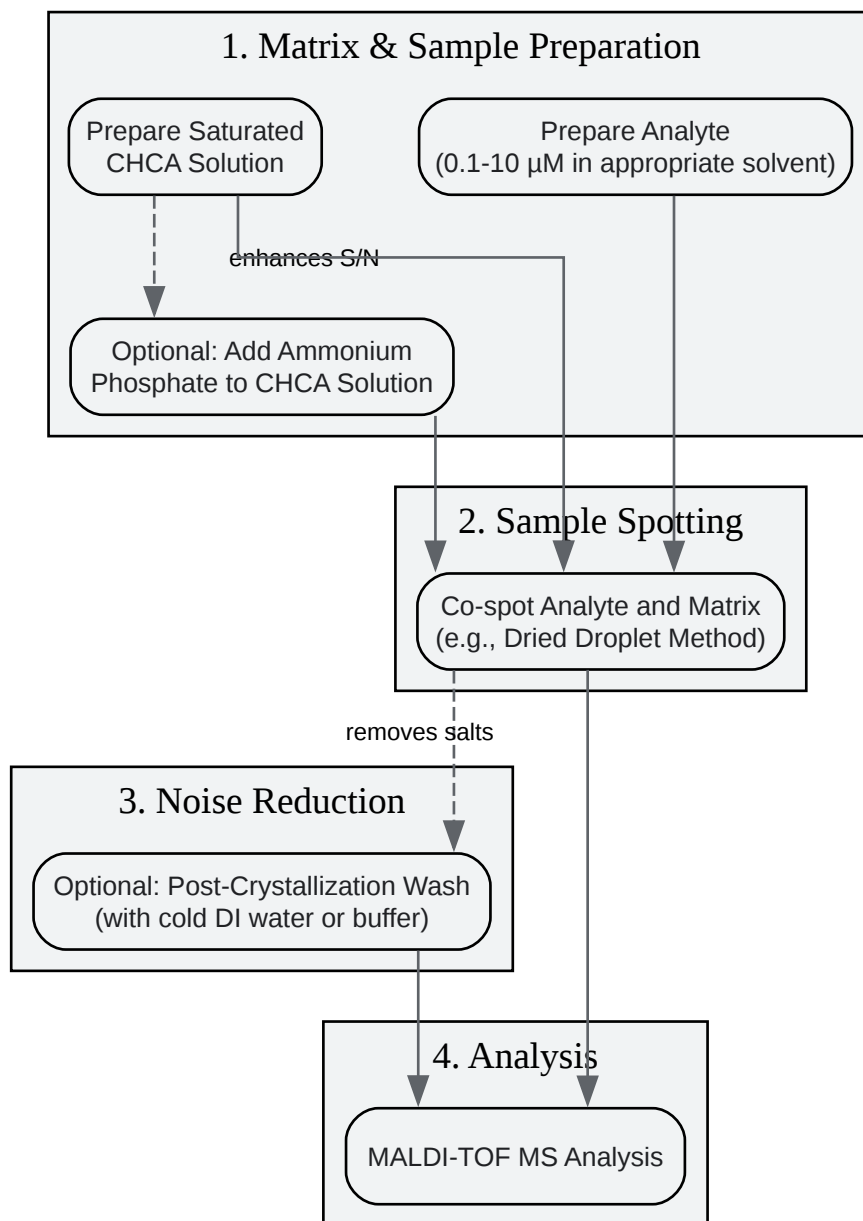 1. Matrix & Sample Preparation
Prepare Saturated
CHCA Solution
Prepare Analyte
(0.1-10 µM in appropriate solvent)
enhances S/N
Optional: Add Ammonium
Phosphate to CHCA Solution
2. Sample Spotting
Co-spot Analyte and Matrix
(e.g., Dried Droplet Method)
removes salts
3. Noise Reduction
Optional: Post-Crystallization Wash
(with cold DI water or buffer)
4. Analysis
MALDI-TOF MS Analysis